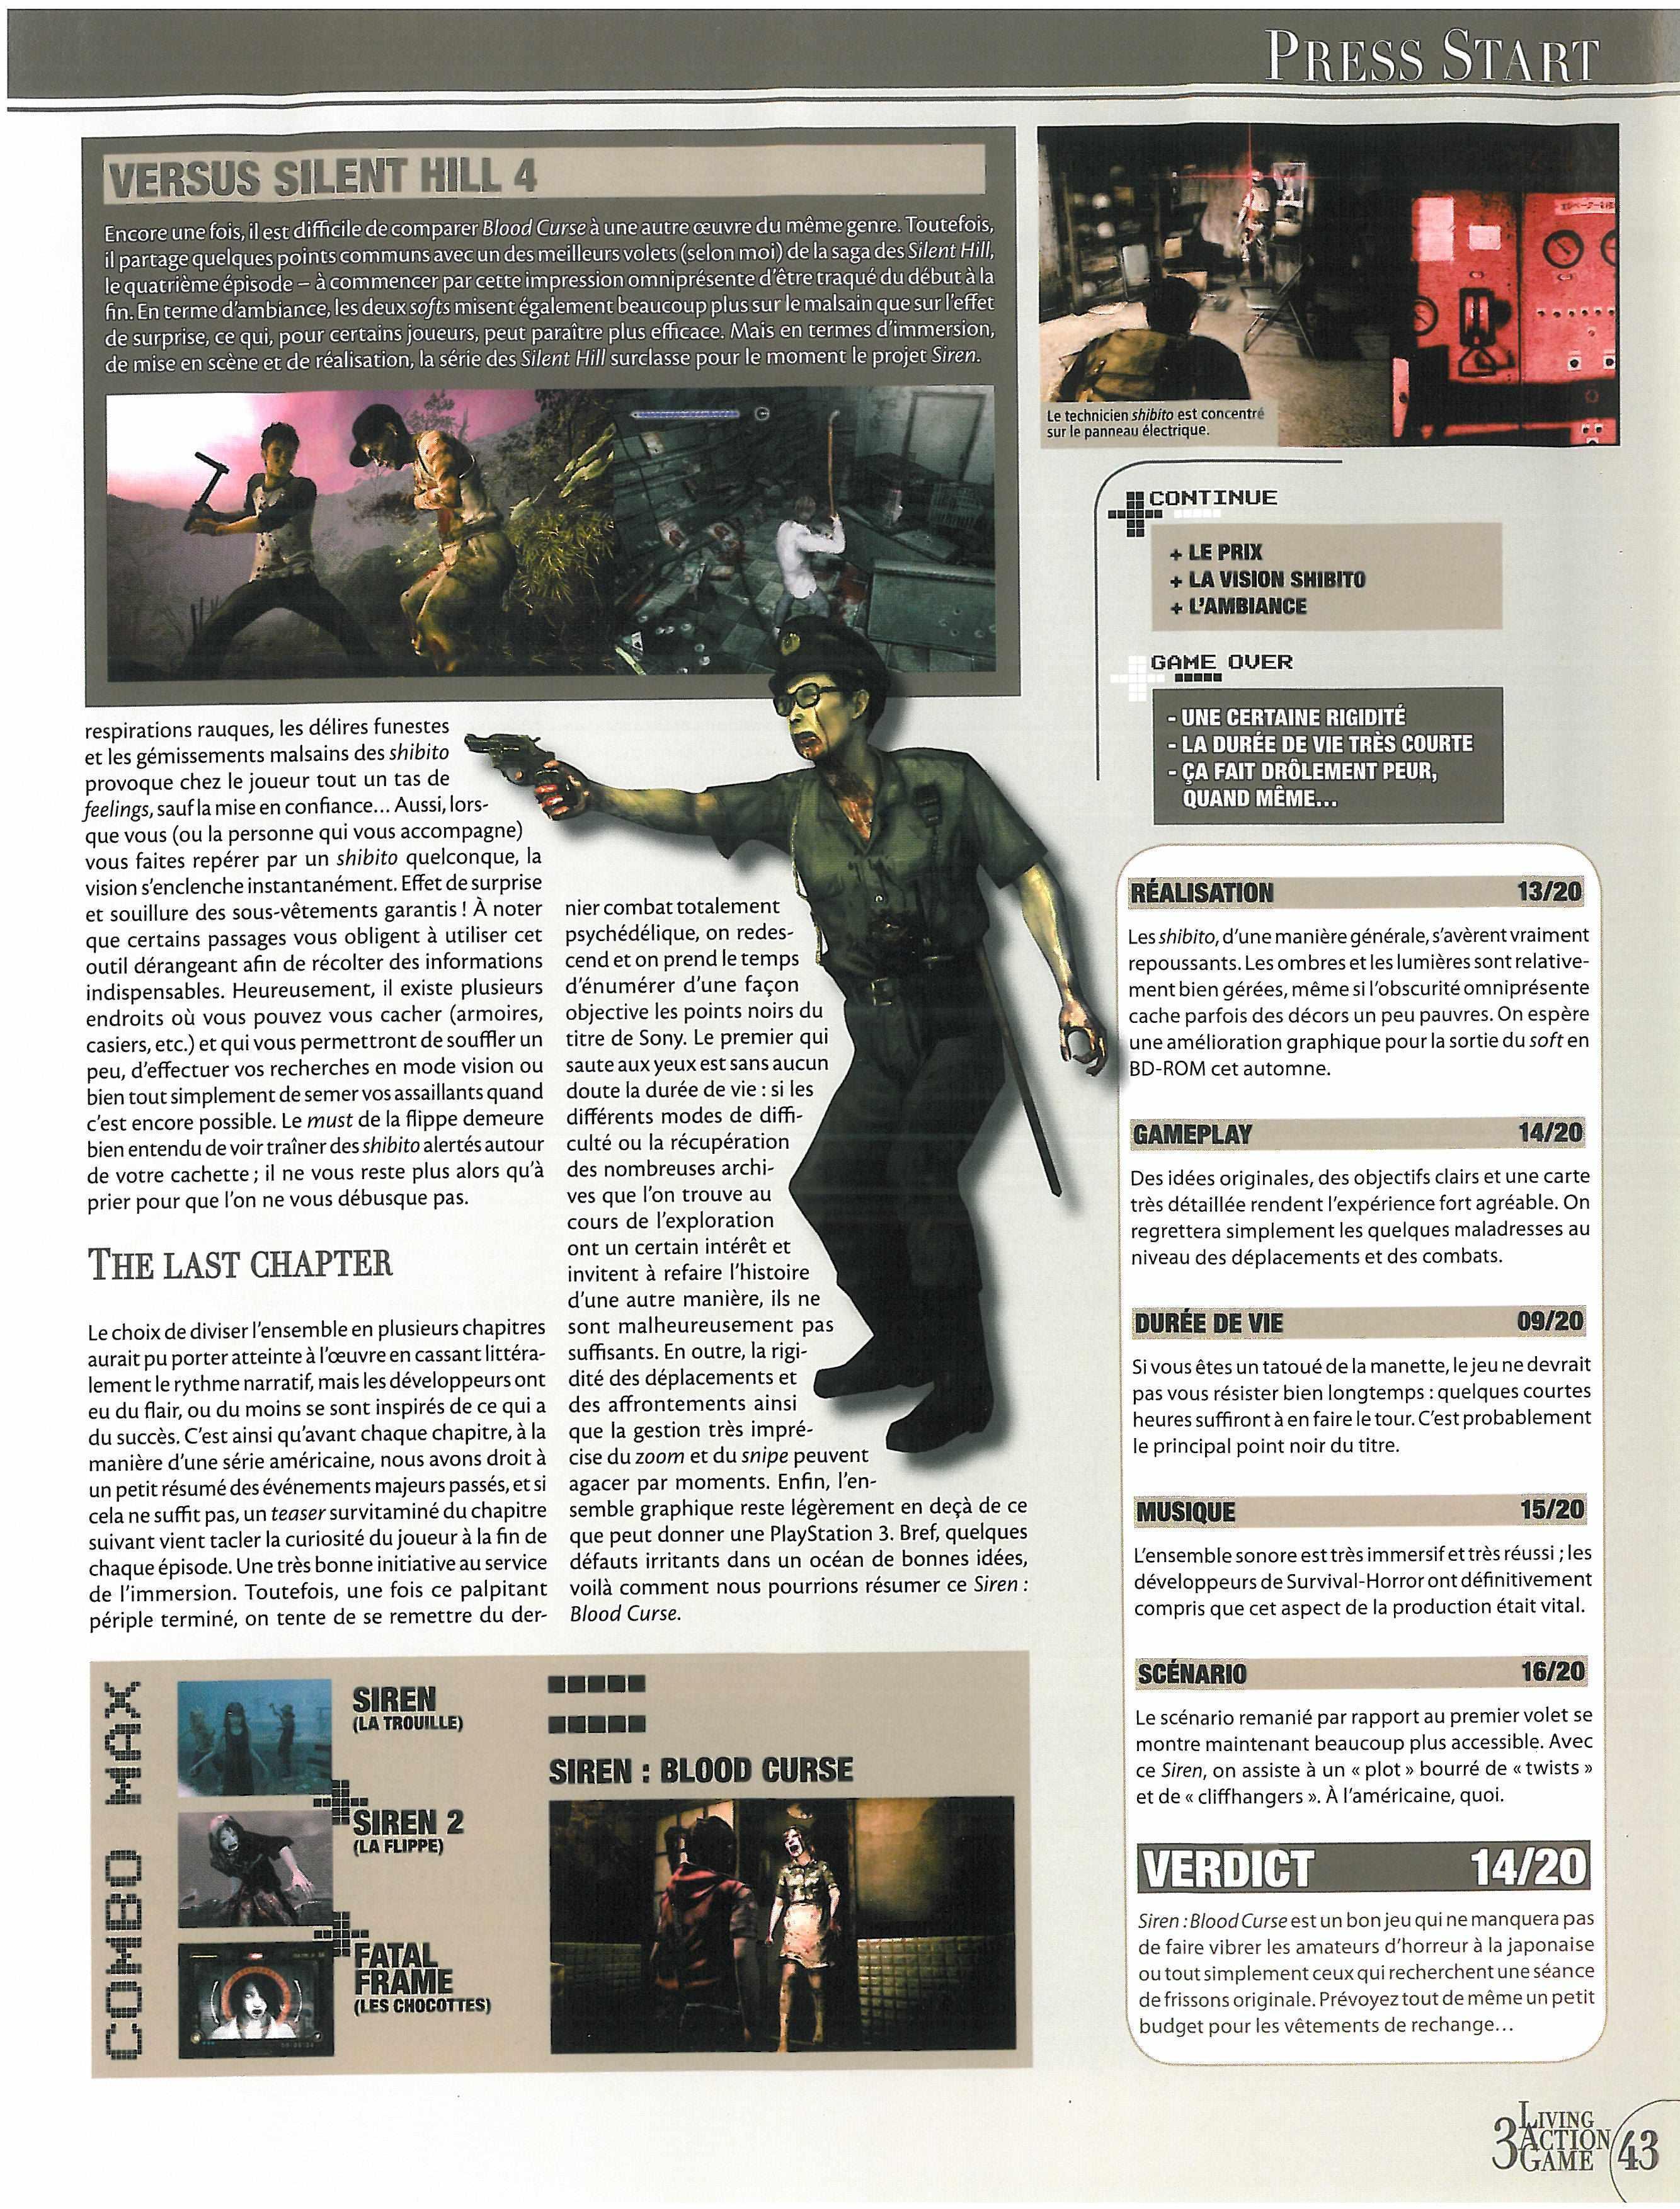 PRESS START
VERSUS SILENT HILL 4
Encore une fois, il est difficile de comparer Blood Curse à une autre œuvre du même genre. Toutefois,
il partage quelques points communs avec un des meilleurs volets (selon moi) de la saga des Silent Hill,
le quatrième épisode – à commencer par cette impression omniprésente d'être traqué du début à la
fin. En terme d'ambiance, les deux softs misent également beaucoup plus sur le malsain que sur l'effet
de surprise, ce qui, pour certains joueurs, peut paraître plus efficace. Mais en termes d'immersion,
de mise en scène et de réalisation, la série des Silent Hill surclasse pour le moment le projet Siren.
Le technicien shibito est concentré
sur le panneau électrique.
respirations rauques, les délires funestes
et les gémissements malsains des shibito
provoque chez le joueur tout un tas de
feelings, sauf la mise en confiance... Aussi, lors-
que vous (ou la personne qui vous accompagne)
vous faites repérer par un shibito quelconque, la
vision s'enclenche instantanément. Effet de surprise
et souillure des sous-vêtements garantis ! À noter
que certains passages vous obligent à utiliser cet
outil dérangeant afin de récolter des informations
indispensables. Heureusement, il existe plusieurs
endroits où vous pouvez vous cacher (armoires,
casiers, etc.) et qui vous permettront de souffler un
peu, d'effectuer vos recherches en mode vision ou
bien tout simplement de semer vos assaillants quand
c'est encore possible. Le must de la flippe demeure
bien entendu de voir traîner des shibito alertés autour
de votre cachette ; il ne vous reste plus alors qu'à
prier pour que l'on ne vous débusque pas.
THE LAST CHAPTER
Le choix de diviser l'ensemble en plusieurs chapitres
aurait pu porter atteinte à l'œuvre en cassant littéra-
lement le rythme narratif, mais les développeurs ont
eu du flair, ou du moins se sont inspirés de ce qui a
du succès. C'est ainsi qu'avant chaque chapitre, à la
manière d'une série américaine, nous avons droit à
un petit résumé des événements majeurs passés, et si
cela ne suffit pas, un teaser survitaminé du chapitre
suivant vient tacler la curiosité du joueur à la fin de
chaque épisode. Une très bonne initiative au service
de l'immersion. Toutefois, une fois ce palpitant
périple terminé, on tente de se remettre du der-
nier combat totalement
psychédélique, on redes-
cend et on prend le temps
d'énumérer d'une façon
objective les points noirs du
titre de Sony. Le premier qui
saute aux yeux est sans aucun
doute la durée de vie : si les
différents modes de diffi-
culté ou la récupération
des nombreuses archi-
ves que l'on trouve au
cours de l'exploration
ont un certain intérêt et
invitent à refaire l'histoire
d'une autre manière, ils ne
sont malheureusement pas
suffisants. En outre, la rigi-
dité des déplacements et
des affrontements ainsi
que la gestion très impré-
cise du zoom et du snipe peuvent
agacer par moments. Enfin, l'en-
semble graphique reste légèrement en deçà de ce
que peut donner une PlayStation 3. Bref, quelques
défauts irritants dans un océan de bonnes idées,
voilà comment nous pourrions résumer ce Siren :
Blood Curse.
CONTINUE
+ LE PRIX
+ LA VISION SHIBITO
+ L'AMBIANCE
GAME OVER
- UNE CERTAINE RIGIDITÉ
- LA DURÉE DE VIE TRÈS COURTE
- ÇA FAIT DRÔLEMENT PEUR,
QUAND MÊME...
RÉALISATION 13/20
Les shibito, d'une manière générale, s'avèrent vraiment
repoussants. Les ombres et les lumières sont relative-
ment bien gérées, même si l'obscurité omniprésente
cache parfois des décors un peu pauvres. On espère
une amélioration graphique pour la sortie du soft en
BD-ROM cet automne.
GAMEPLAY 14/20
Des idées originales, des objectifs clairs et une carte
très détaillée rendent l'expérience fort agréable. On
regrettera simplement les quelques maladresses au
niveau des déplacements et des combats.
DURÉE DE VIE 09/20
Si vous êtes un tatoué de la manette, le jeu ne devrait
pas vous résister bien longtemps : quelques courtes
heures suffiront à en faire le tour. C'est probablement
le principal point noir du titre.
MUSIQUE 15/20
L'ensemble sonore est très immersif et très réussi ; les
développeurs de Survival-Horror ont définitivement
compris que cet aspect de la production était vital.
SCÉNARIO 16/20
Le scénario remanié par rapport au premier volet se
montre maintenant beaucoup plus accessible. Avec
ce Siren, on assiste à un « plot » bourré de « twists »
et de « cliffhangers ». À l'américaine, quoi.
VERDICT 14/20
Siren : Blood Curse est un bon jeu qui ne manquera pas
de faire vibrer les amateurs d'horreur à la japonaise
ou tout simplement ceux qui recherchent une séance
de frissons originale. Prévoyez tout de même un petit
budget pour les vêtements de rechange...
COMBO MAX
SIREN
(LA TROUILLE)
SIREN 2
(LA FLIPPE)
FATAL
FRAME
(LES CHOCOTTES)
SIREN : BLOOD CURSE
3 LIVING
ACTION
GAME
43